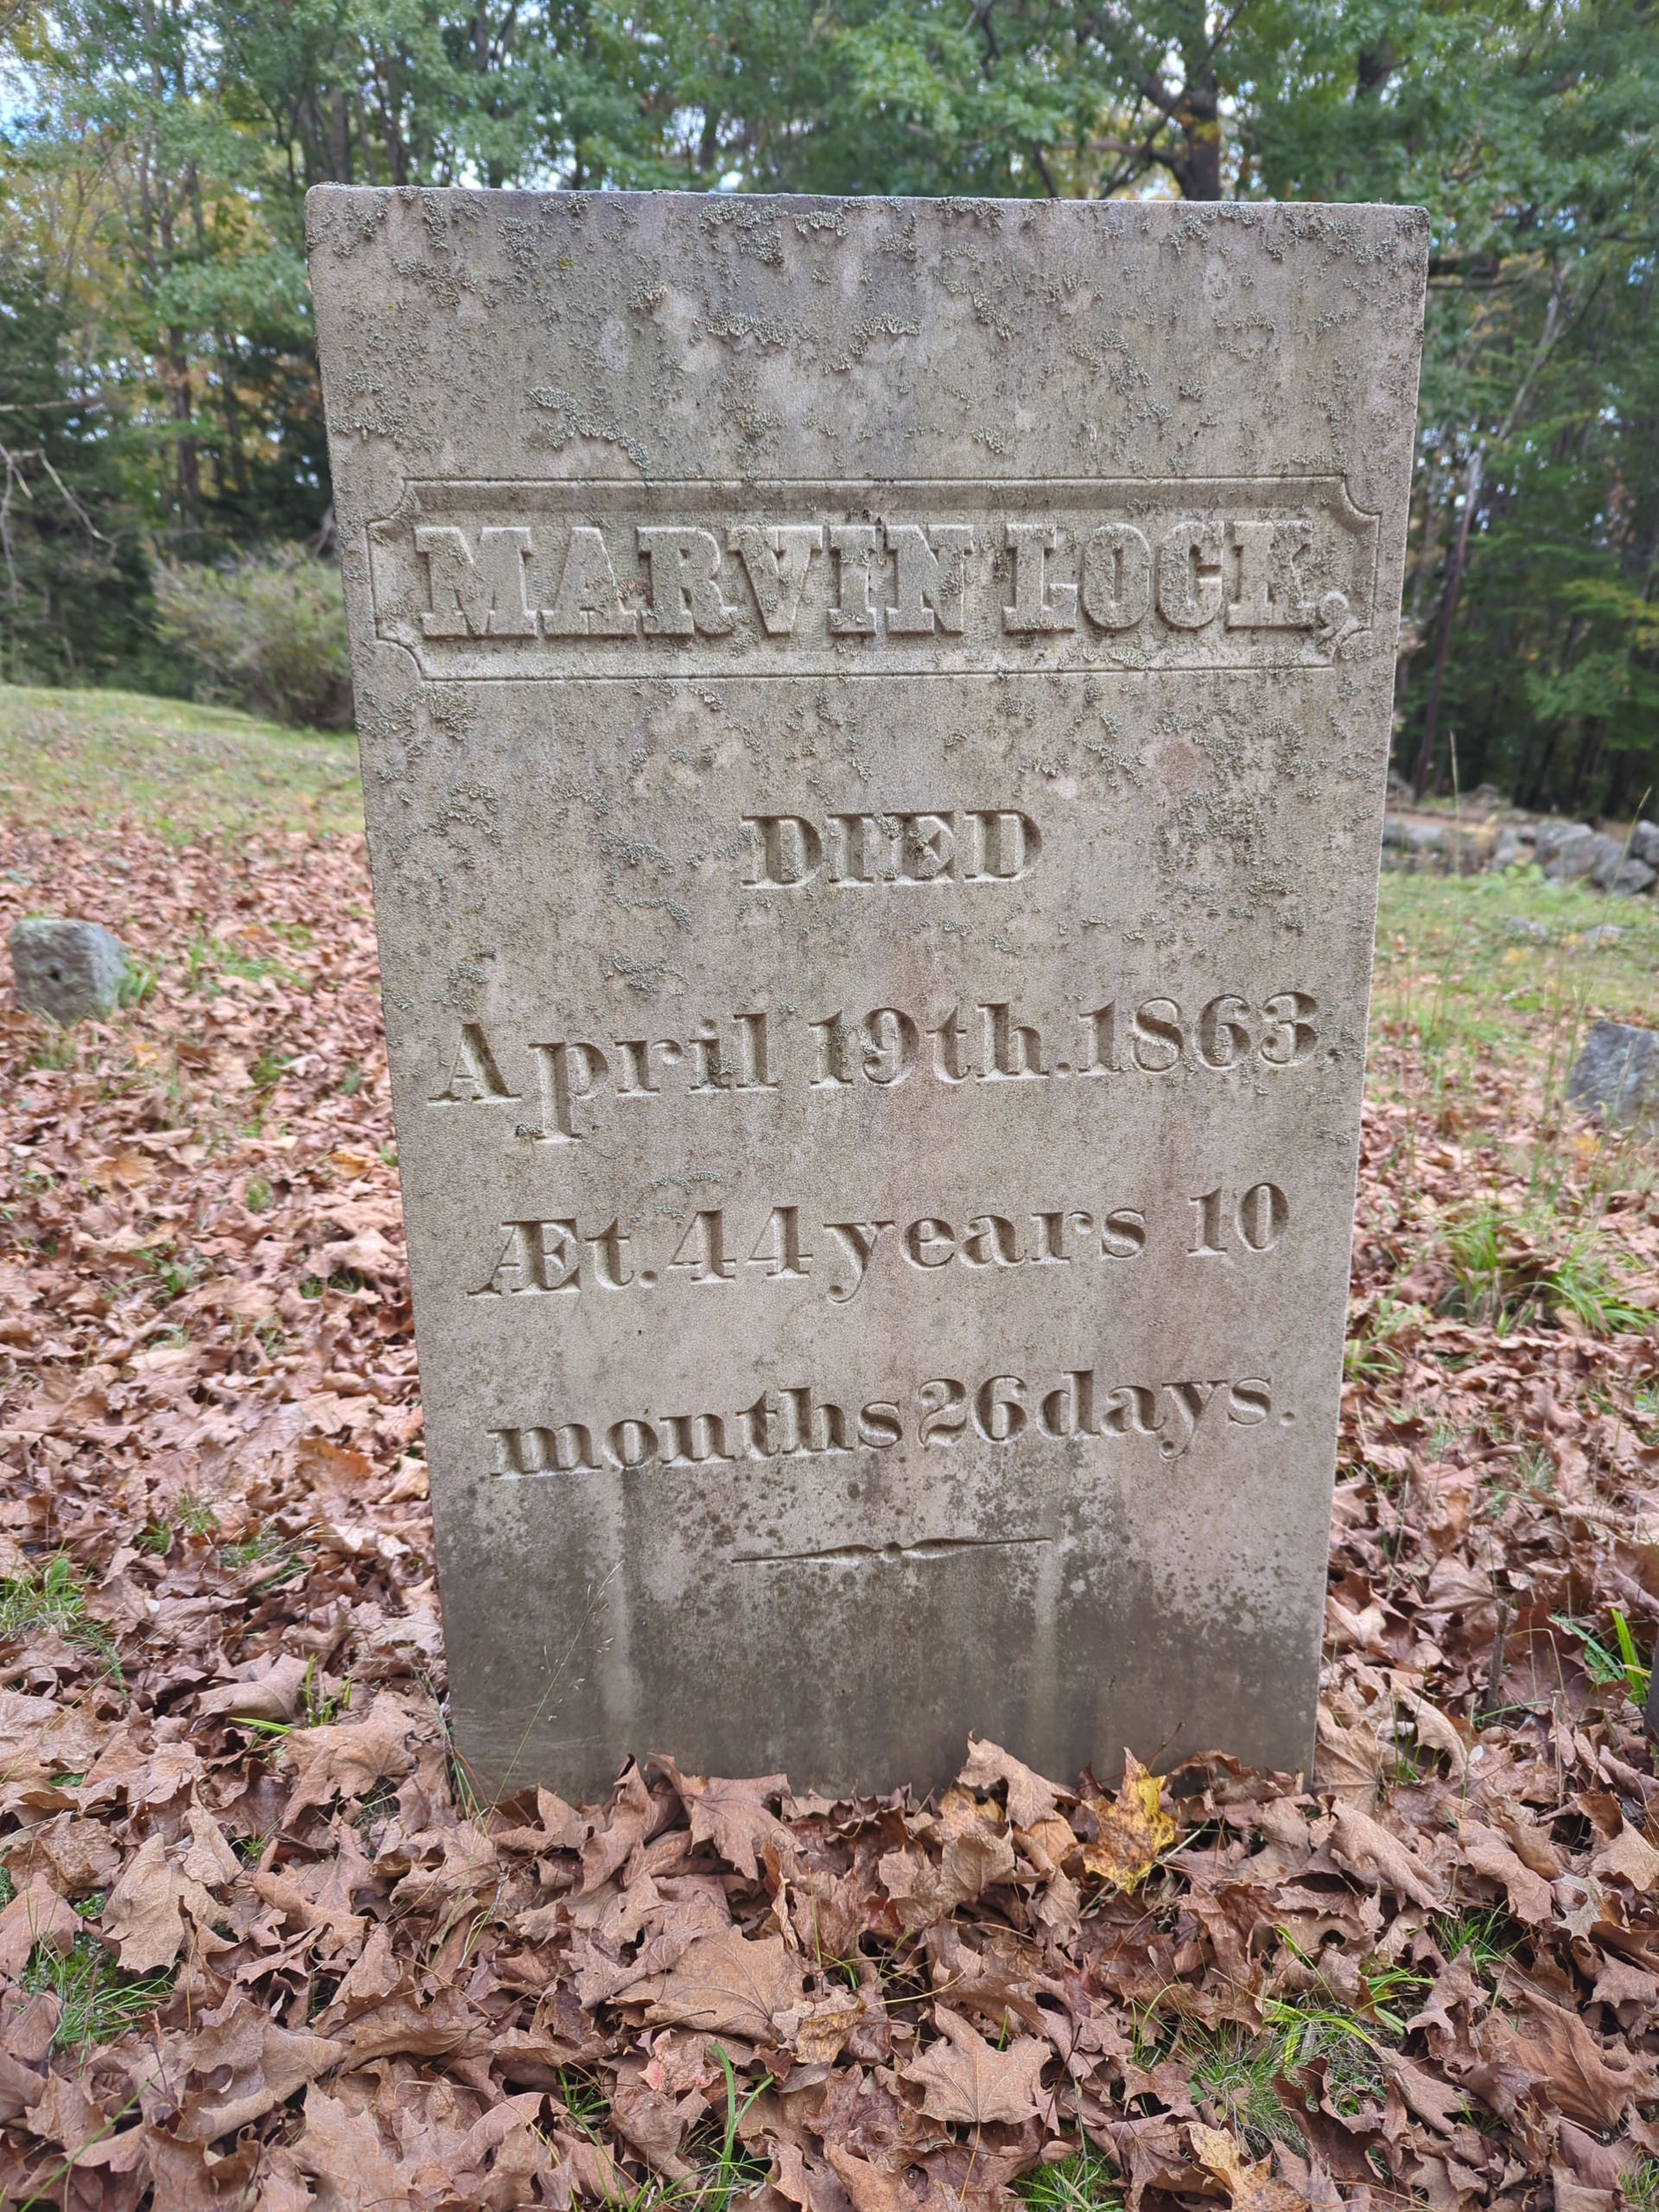 MARVIN LOCK,
DIED
April 19th. 1863.
Æt. 44 years 10
months 26 days.